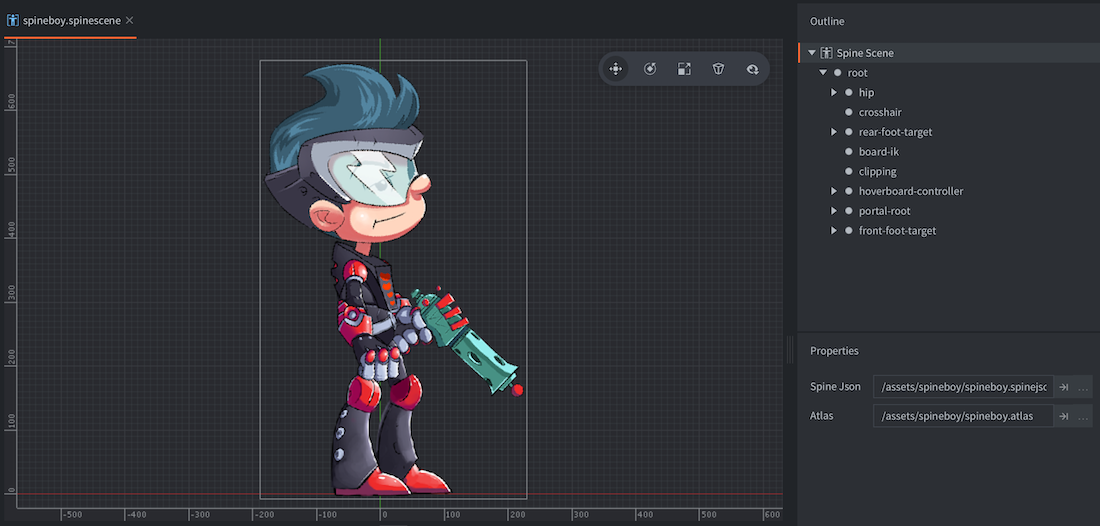 spineboy.spinescene
Outline
Spine Scene
root
hip
crosshair
rear-foot-target
board-ik
clipping
hoverboard-controller
portal-root
front-foot-target
Properties
Spine Json /assets/spineboy/spineboy.spinejsc ...
Atlas /assets/spineboy/spineboy.atlas ...
600
500
400
300
200
100
0
-500 -400 -300 -200 -100 0 100 200 300 400 500 600